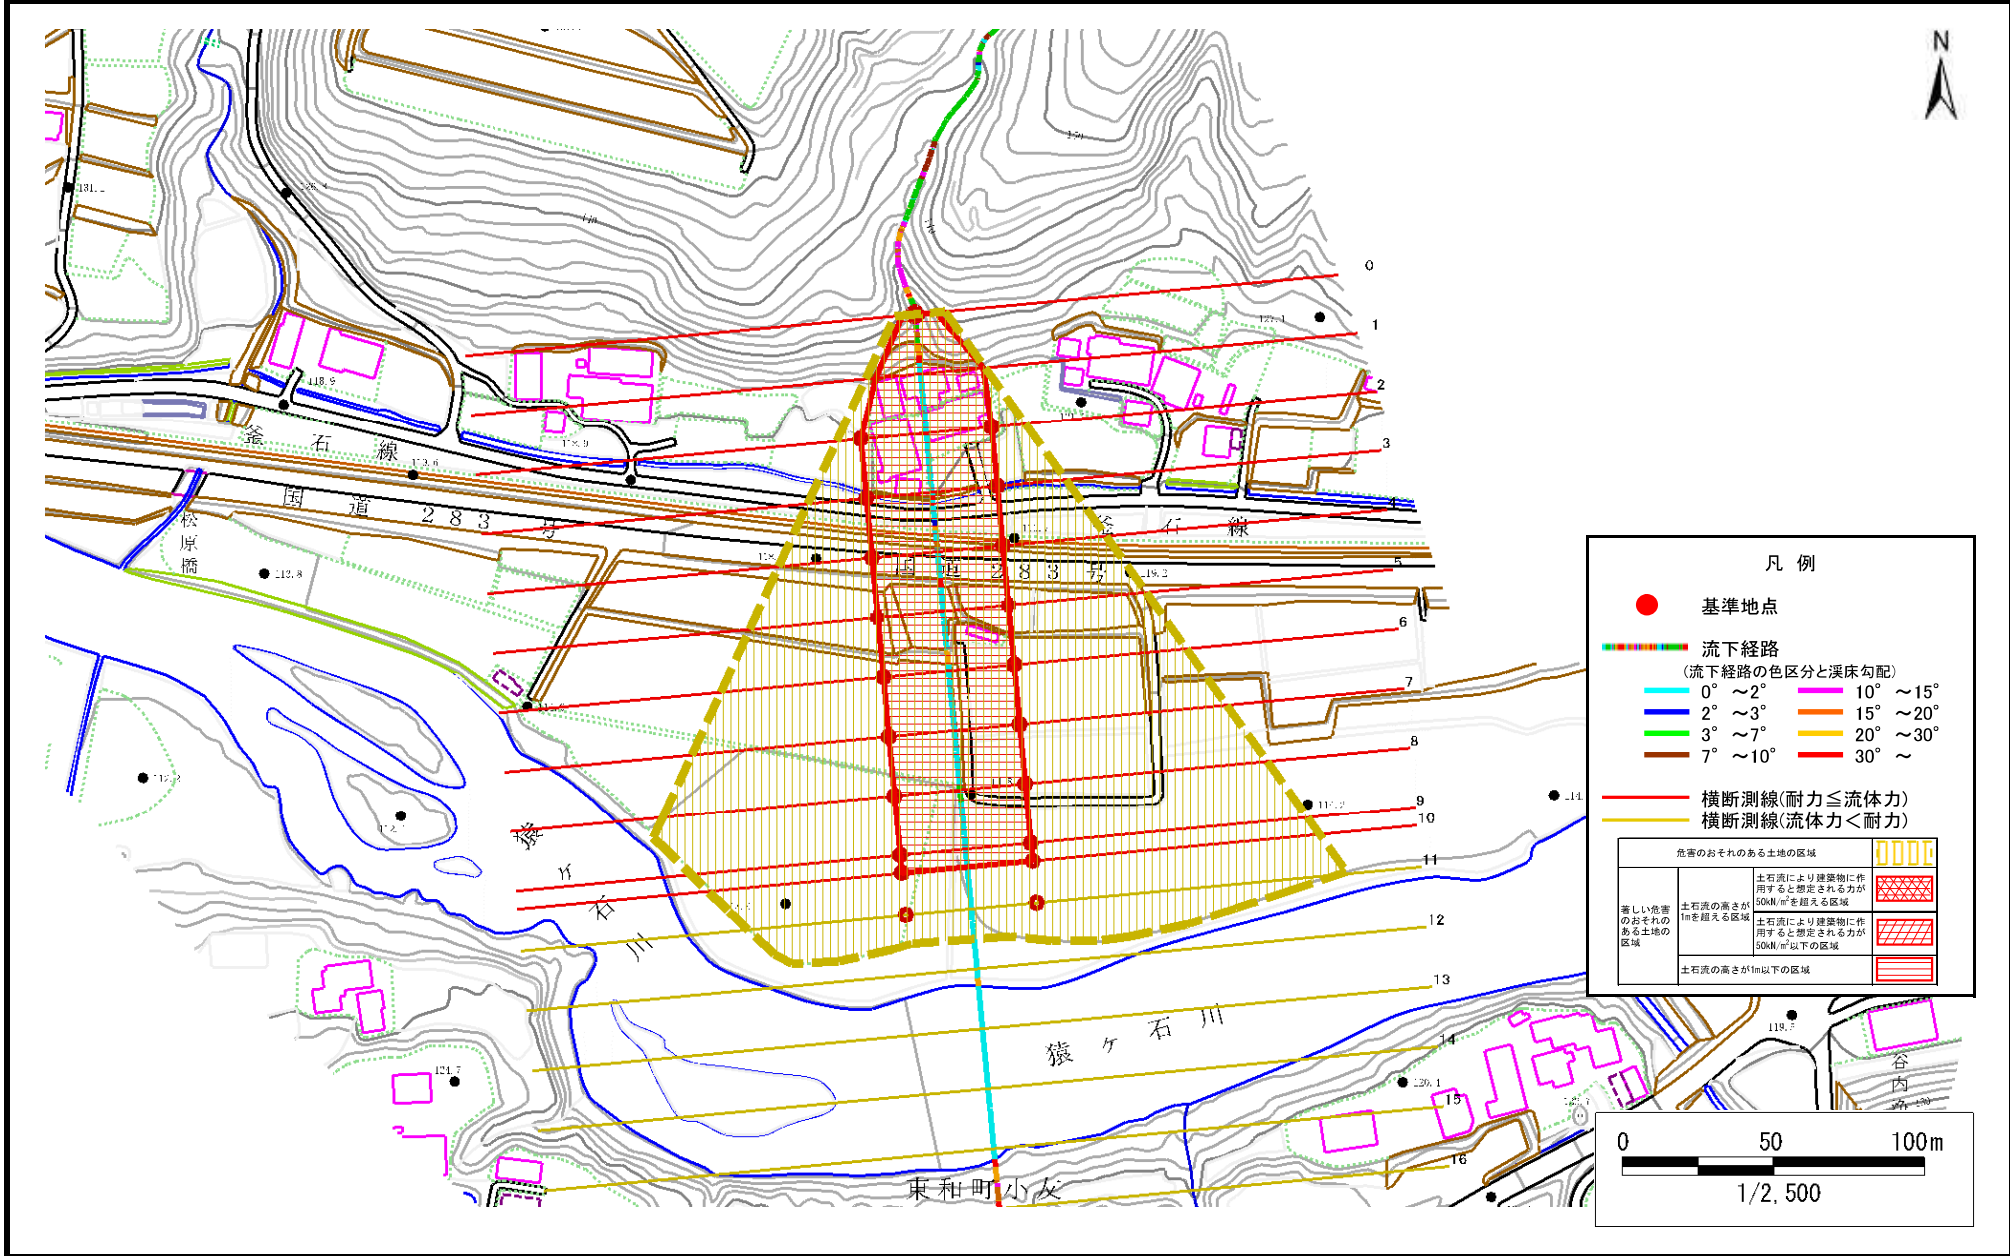 N
0
1
2
3
4
5
6
7
8
9
10
11
12
13
14
15
16
118.9
118.9
119.2
124.7
120.1
釜石線
国道283号
松原橋
釜石線
国道283号
猿ヶ石川
猿ヶ石川
東和町小友
谷内
凡 例
基準地点
流下経路
(流下経路の色区分と渓床勾配)
0° ～2° 10° ～15°
2° ～3° 15° ～20°
3° ～7° 20° ～30°
7° ～10° 30° ～
横断測線(耐力≦流体力)
横断測線(流体力＜耐力)
危害のおそれのある土地の区域
著しい危害
のおそれの
ある土地の
区域
土石流の高さが
1mを超える区域
土石流により建築物に作
用すると想定される力が
50kN/m²を超える区域
土石流により建築物に作
用すると想定される力が
50kN/m²以下の区域
土石流の高さが1m以下の区域
0 50 100m
1/2,500